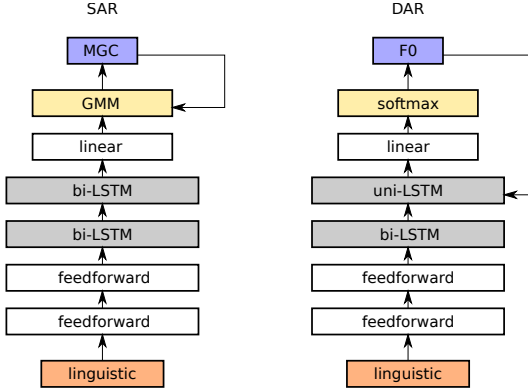 SAR
MGC
GMM
linear
bi-LSTM
bi-LSTM
feedforward
feedforward
linguistic
DAR
F0
softmax
linear
uni-LSTM
bi-LSTM
feedforward
feedforward
linguistic